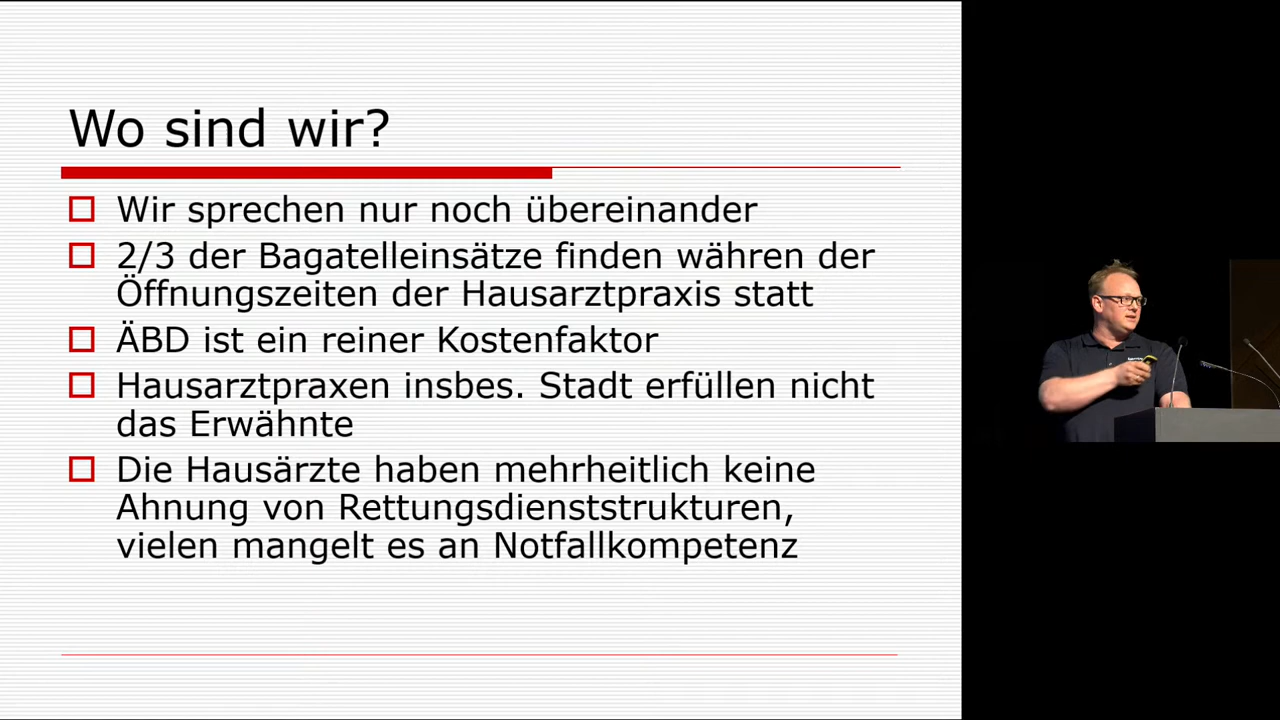 Wo sind wir?
Wir sprechen nur noch übereinander
2/3 der Bagatelleinsätze finden währen der
Öffnungszeiten der Hausarztpraxis statt
ÄBD ist ein reiner Kostenfaktor
Hausarztpraxen insbes. Stadt erfüllen nicht
das Erwähnte
Die Hausärzte haben mehrheitlich keine
Ahnung von Rettungsdienststrukturen,
vielen mangelt es an Notfallkompetenz